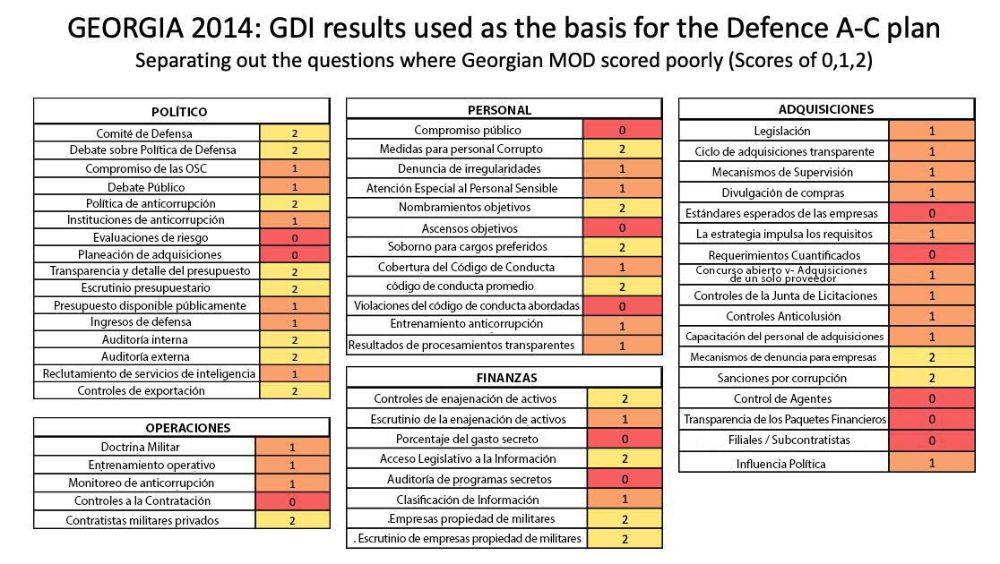 GEORGIA 2014: GDI results used as the basis for the Defence A-C plan
Separating out the questions where Georgian MOD scored poorly (Scores of 0,1,2)
POLÍTICO
Comité de Defensa 2
Debate sobre Política de Defensa 2
Compromiso de las OSC 1
Debate Público 1
Política de anticorrupción 2
Instituciones de anticorrupción 1
Evaluaciones de riesgo 0
Planeación de adquisiciones 0
Transparencia y detalle del presupuesto 2
Escrutinio presupuestario 2
Presupuesto disponible públicamente 1
Ingresos de defensa 1
Auditoría interna 2
Auditoría externa 2
Reclutamiento de servicios de inteligencia 1
Controles de exportación 2
OPERACIONES
Doctrina Militar 1
Entrenamiento operativo 1
Monitoreo de anticorrupción 1
Controles a la Contratación 0
Contratistas militares privados 2
PERSONAL
Compromiso público 0
Medidas para personal Corrupto 2
Denuncia de irregularidades 1
Atención Especial al Personal Sensible 1
Nombramientos objetivos 2
Ascensos objetivos 0
Soborno para cargos preferidos 2
Cobertura del Código de Conducta 1
código de conducta promedio 2
Violaciones del código de conducta abordadas 0
Entrenamiento anticorrupción 1
Resultados de procesamientos transparentes 1
FINANZAS
Controles de enajenación de activos 2
Escrutinio de la enajenación de activos 1
Porcentaje del gasto secreto 0
Acceso Legislativo a la Información 2
Auditoría de programas secretos 0
Clasificación de Información 1
.Empresas propiedad de militares 2
. Escrutinio de empresas propiedad de militares 2
ADQUISICIONES
Legislación 1
Ciclo de adquisiciones transparente 1
Mecanismos de Supervisión 1
Divulgación de compras 1
Estándares esperados de las empresas 0
La estrategia impulsa los requisitos 1
Requerimientos Cuantificados 0
Concurso abierto v- Adquisiciones
de un solo proveedor 1
Controles de la Junta de Licitaciones 1
Controles Anticolusión 1
Capacitación del personal de adquisiciones 1
Mecanismos de denuncia para empresas 2
Sanciones por corrupción 2
Control de Agentes 0
Transparencia de los Paquetes Financieros 0
Filiales / Subcontratistas 0
Influencia Política 1